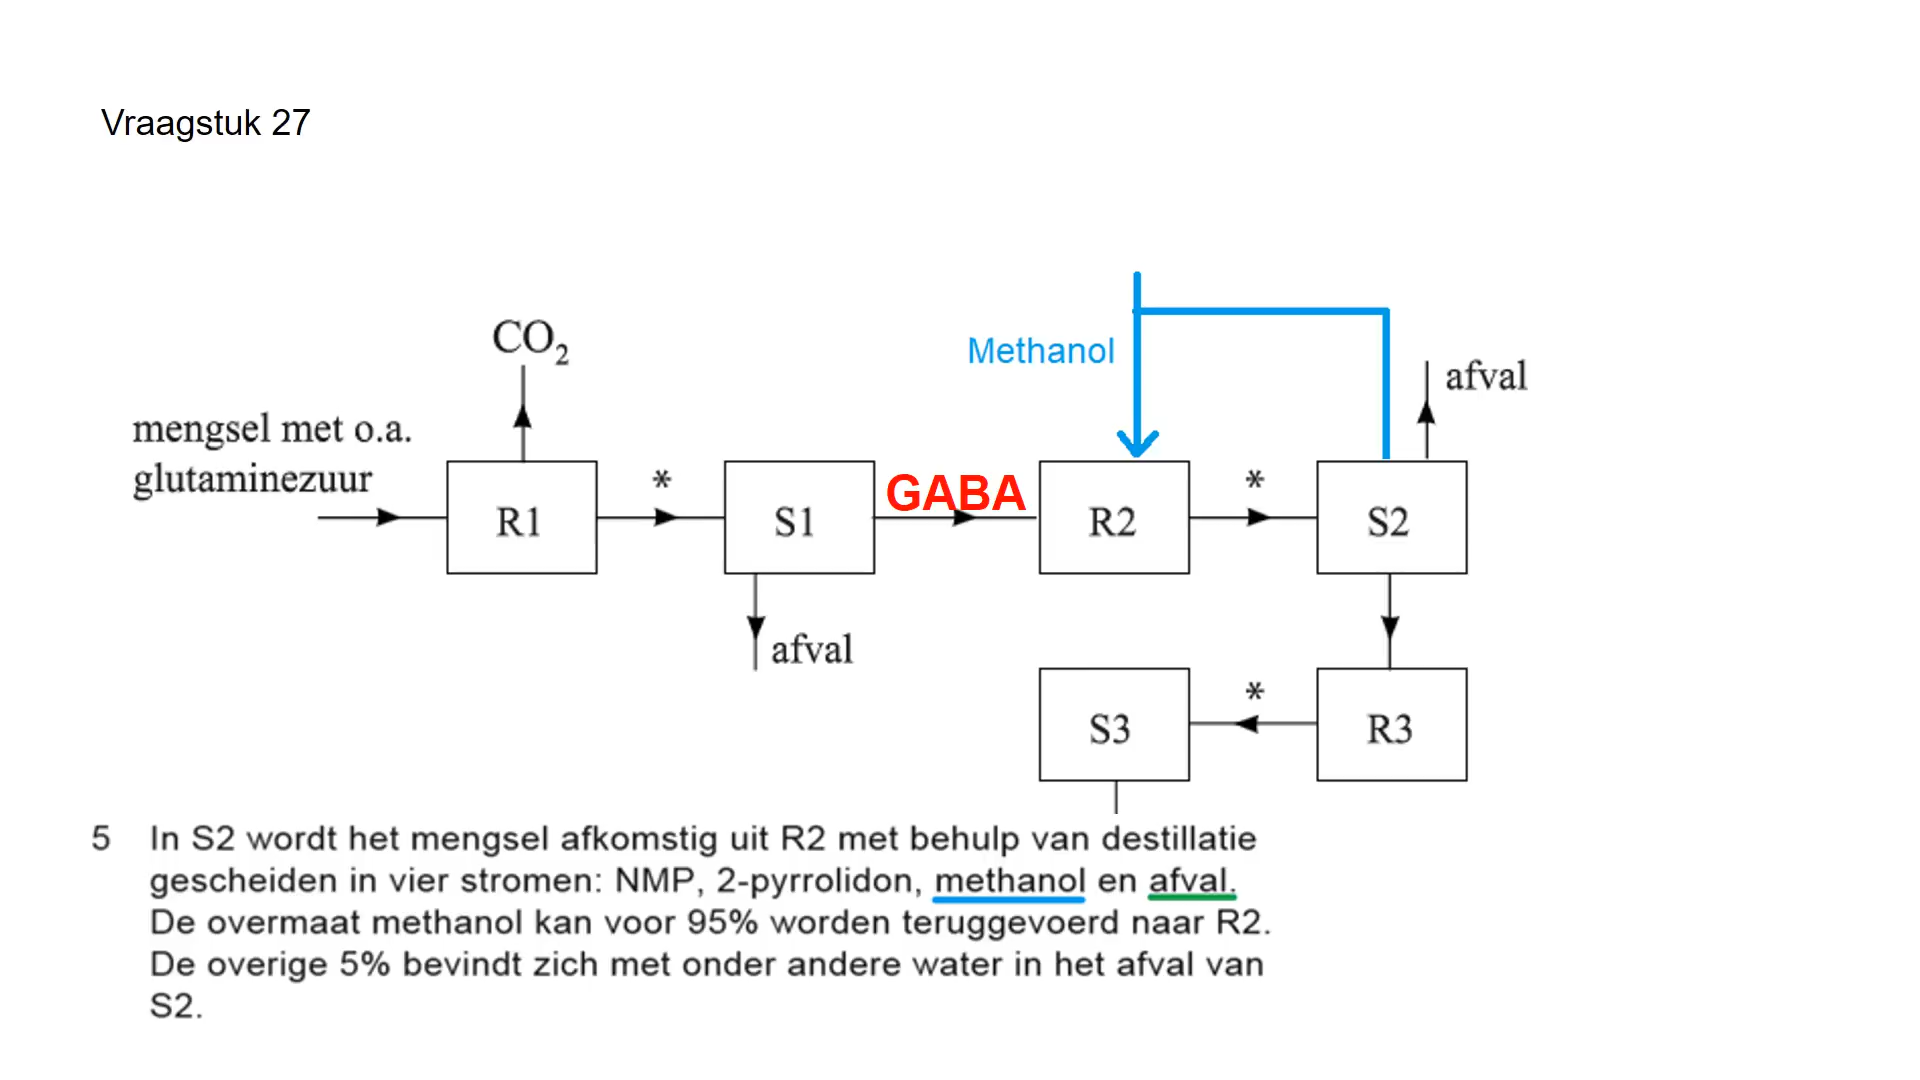 Vraagstuk 27
CO₂
Methanol
afval
mengsel met o.a.
glutaminezuur
*
GABA
*
R1
S1
R2
S2
afval
*
S3
R3
5 In S2 wordt het mengsel afkomstig uit R2 met behulp van destillatie
gescheiden in vier stromen: NMP, 2-pyrrolidon, methanol en afval.
De overmaat methanol kan voor 95% worden teruggevoerd naar R2.
De overige 5% bevindt zich met onder andere water in het afval van
S2.